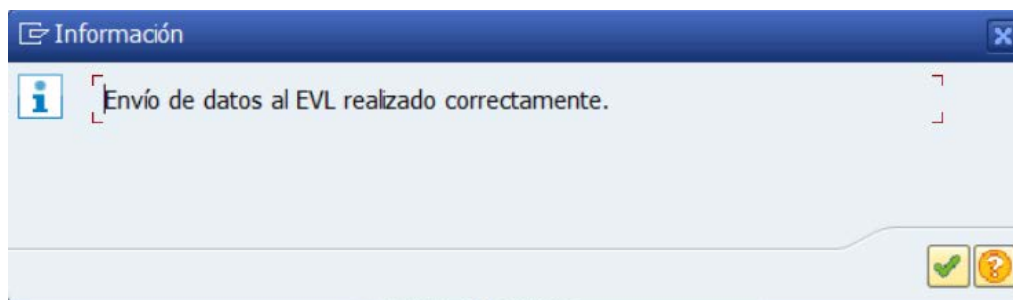 Información
Envío de datos al EVL realizado correctamente.